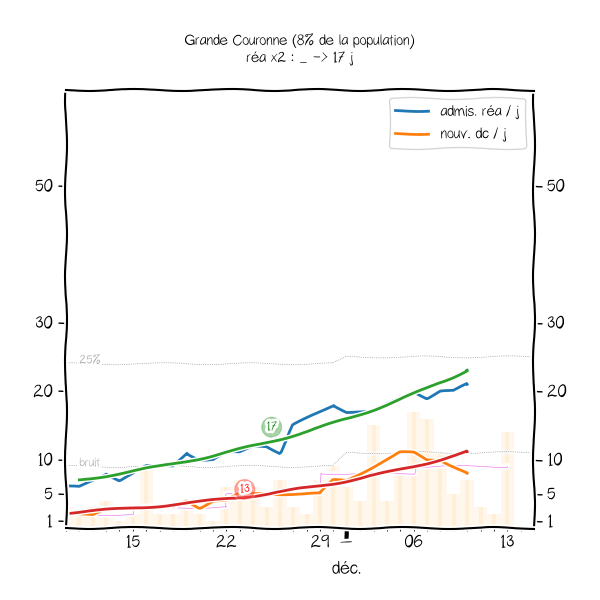 Grande Couronne (8% de la population)
réa x2 : _ -> 17 j
admis. réa / j
nouv. dc / j
50 50
30 30
25%
20 20
17
10 10
bruit
13
5 5
1 1
15 22 29 06 13
déc.